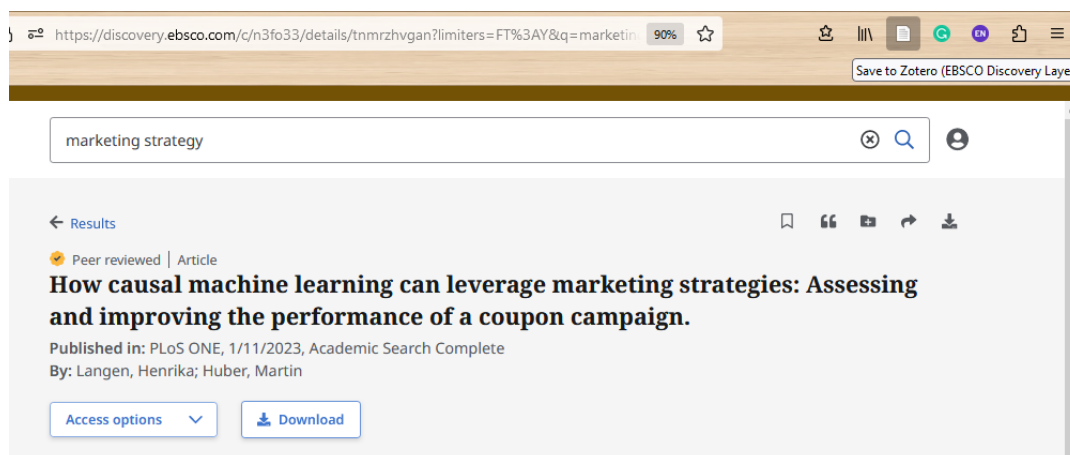 https://discovery.ebsco.com/c/n3fo33/details/tnmrzhvgan?limiters=FT%3AY&q=marketin 90%
EN
Save to Zotero (EBSCO Discovery Laye
marketing strategy
Results
Peer reviewed | Article
How causal machine learning can leverage marketing strategies: Assessing
and improving the performance of a coupon campaign.
Published in: PLoS ONE, 1/11/2023, Academic Search Complete
By: Langen, Henrika; Huber, Martin
Access options
Download